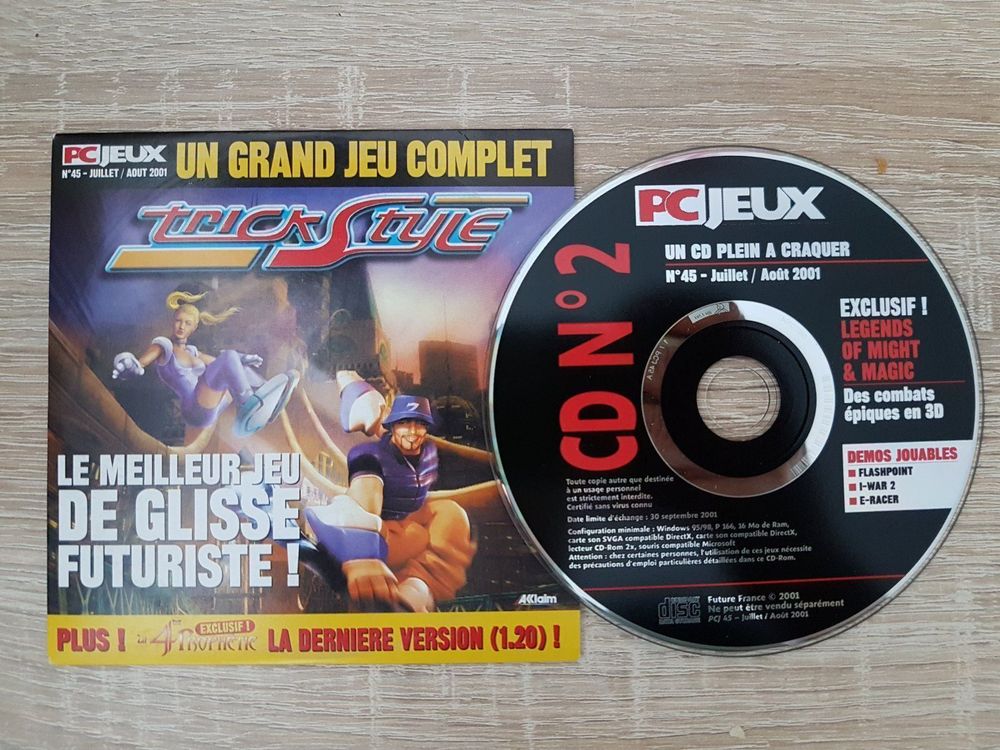 PC JEUX
N°45 - JUILLET / AOUT 2001
UN GRAND JEU COMPLET
TrickStyle
LE MEILLEUR JEU
DE GLISSE
FUTURISTE !
AKKlaim
PLUS !
EXCLUSIF !
La 4ème Prophétie
LA DERNIERE VERSION (1.20) !
PC JEUX
UN CD PLEIN A CRAQUER
N°45 - Juillet / Août 2001
CD N° 2
EXCLUSIF !
LEGENDS
OF MIGHT
& MAGIC
Des combats
épiques en 3D
DEMOS JOUABLES
FLASHPOINT
I-WAR 2
E-RACER
Toute copie autre que destinée
à un usage personnel
est strictement interdite.
Certifié sans virus connu
Date limite d'échange : 30 septembre 2001
Configuration minimale : Windows 95/98, P 166, 16 Mo de Ram,
carte son SVGA compatible DirectX, carte son compatible DirectX,
lecteur CD-Rom 2x, souris compatible Microsoft
Attention : chez certaines personnes, l'utilisation de ces jeux nécessite
des précautions d'emploi particulières détaillées dans ce CD-Rom.
disc
Future France © 2001
Ne peut être vendu séparément
PCJ 45 - Juillet / Août 2001